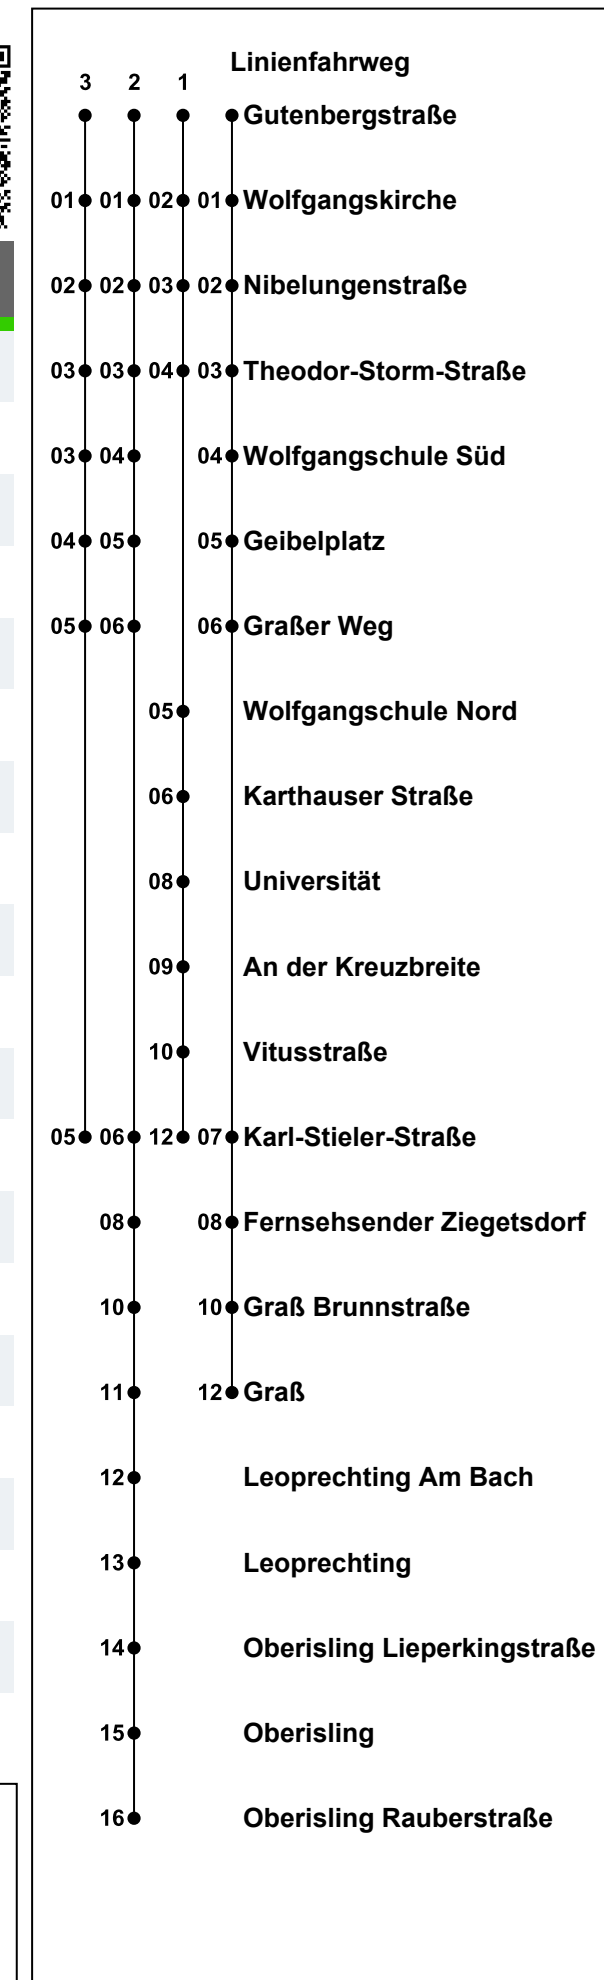 Linienfahrweg
3 2 1
Gutenbergstraße
01 01 02 01 Wolfgangskirche
02 02 03 02 Nibelungenstraße
03 03 04 03 Theodor-Storm-Straße
03 04 04 Wolfgangschule Süd
04 05 05 Geibelplatz
05 06 06 Graßer Weg
05 Wolfgangschule Nord
06 Karthauser Straße
08 Universität
09 An der Kreuzbreite
10 Vitusstraße
05 06 12 07 Karl-Stieler-Straße
08 08 Fernsehsender Ziegetsdorf
10 10 Graß Brunnstraße
11 12 Graß
12 Leoprechting Am Bach
13 Leoprechting
14 Oberisling Lieperkingstraße
15 Oberisling
16 Oberisling Rauberstraße